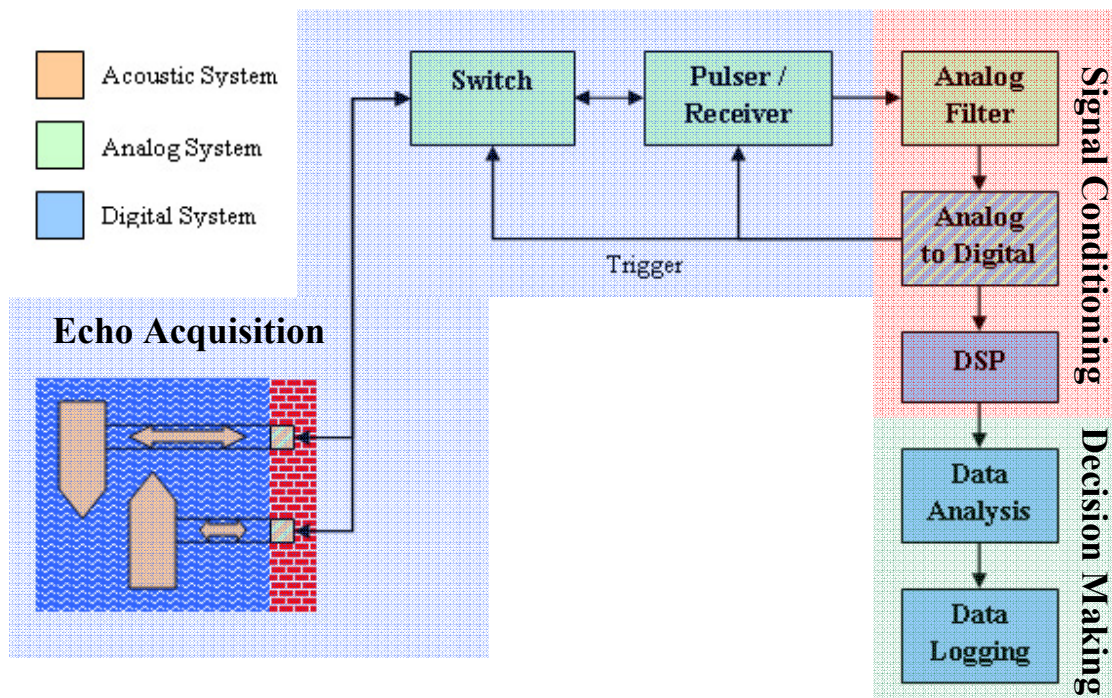 Acoustic System
Analog System
Digital System
Switch
Pulser /
Receiver
Analog
Filter
Signal Conditioning
Analog
to Digital
Trigger
Echo Acquisition
DSP
Data
Analysis
Decision Making
Data
Logging